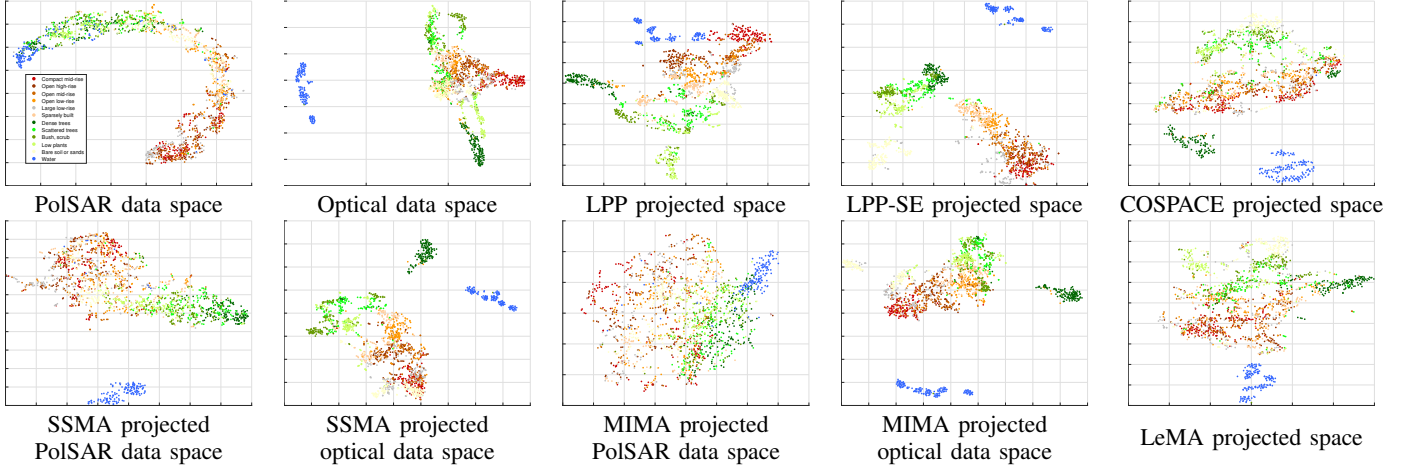 Compact mid-rise
Open high-rise
Open mid-rise
Open low-rise
Large low-rise
Sparsely built
Dense trees
Scattered trees
Bush, scrub
Low plants
Bare soil or sands
Water
PolSAR data space
Optical data space
LPP projected space
LPP-SE projected space
COSPACE projected space
SSMA projected
PolSAR data space
SSMA projected
optical data space
MIMA projected
PolSAR data space
MIMA projected
optical data space
LeMA projected space